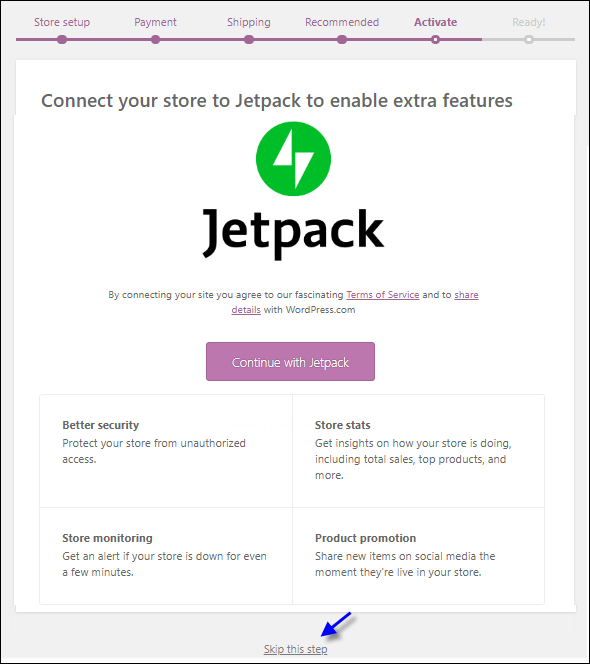 Store setup Payment Shipping Recommended Activate Ready!
Connect your store to Jetpack to enable extra features
Jetpack
By connecting your site you agree to our fascinating Terms of Service and to share
details with WordPress.com
Continue with Jetpack
Better security
Protect your store from unauthorized
access.
Store stats
Get insights on how your store is doing,
including total sales, top products, and
more.
Store monitoring
Get an alert if your store is down for even
a few minutes.
Product promotion
Share new items on social media the
moment they're live in your store.
Skip this step